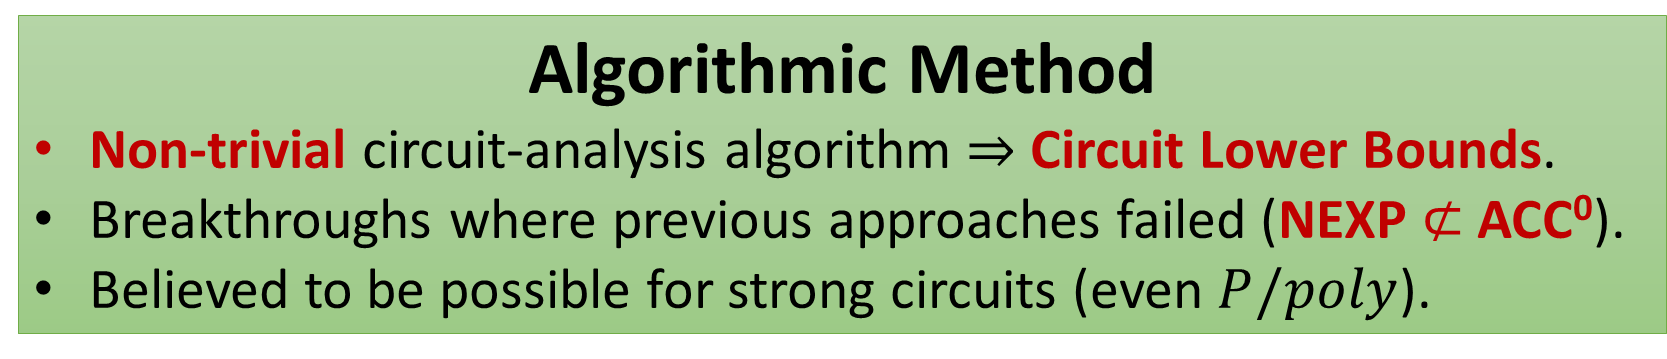 Algorithmic Method
• Non-trivial circuit-analysis algorithm ⇒ Circuit Lower Bounds.
• Breakthroughs where previous approaches failed (NEXP ⊄ ACC⁰).
• Believed to be possible for strong circuits (even P/poly).